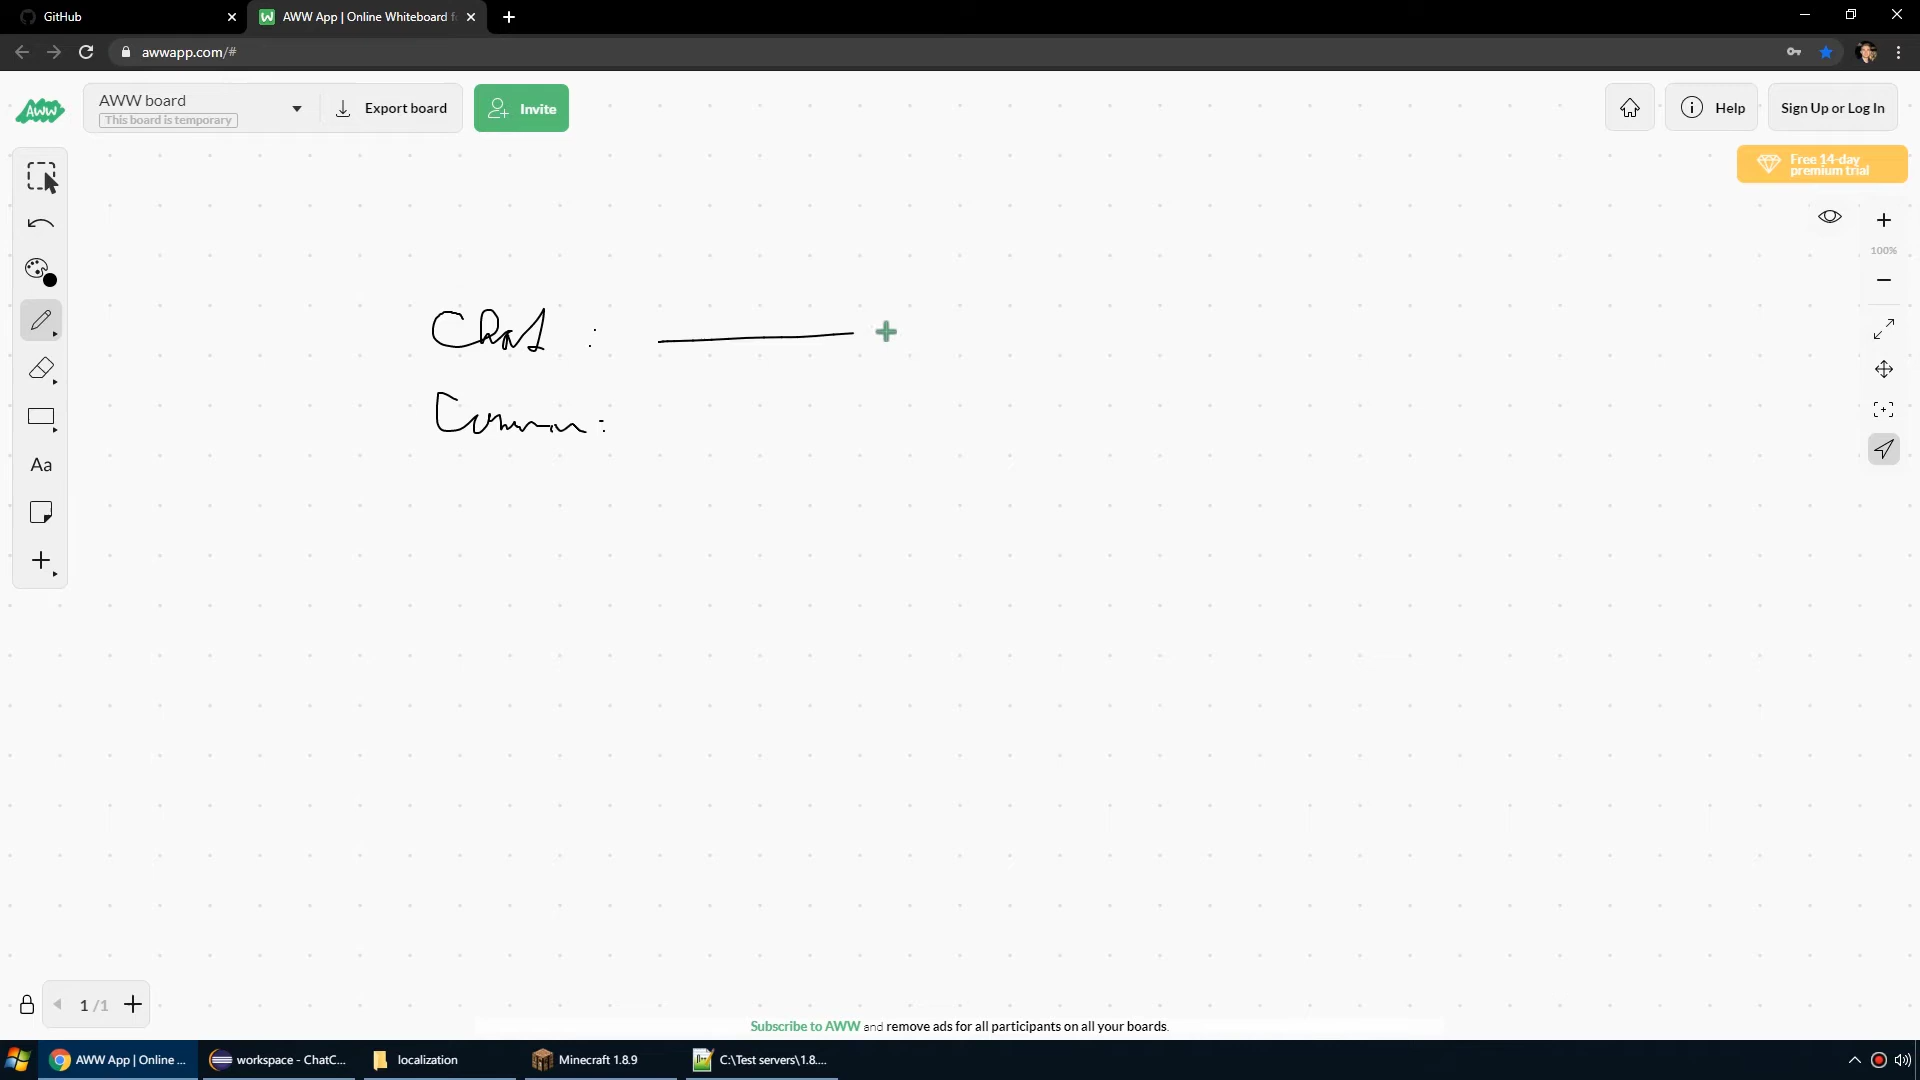 GitHub
AWW App | Online Whiteboard f
awwapp.com/#
AWW
AWW board
This board is temporary
Export board
Invite
Help
Sign Up or Log In
Free 14-day
premium trial
100%
Chat :
Comm :
Aa
1 /1
Subscribe to AWW and remove ads for all participants on all your boards.
AWW App | Online ...
workspace - ChatC...
localization
Minecraft 1.8.9
C:\Test servers\1.8....